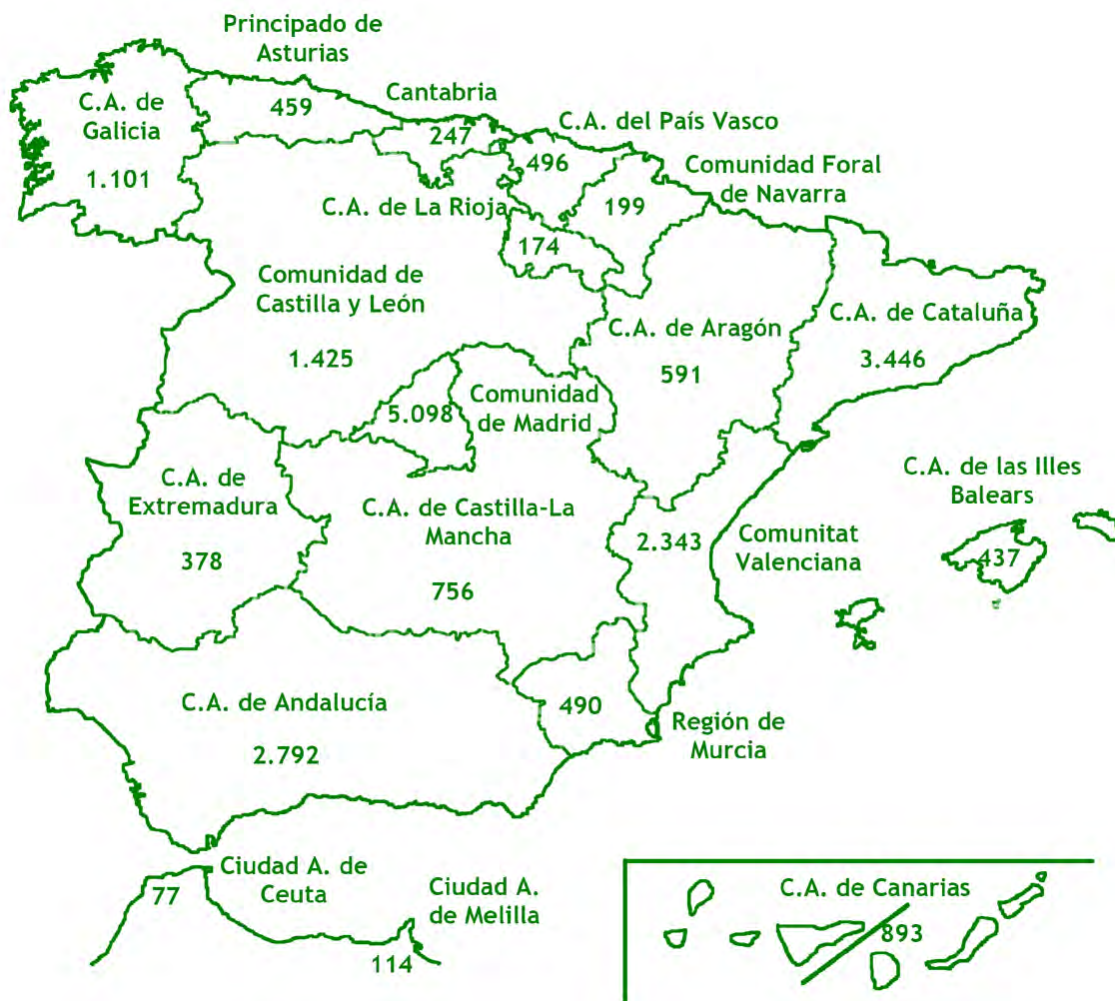 Principado de
Asturias
459
Cantabria
247
C.A. de
Galicia
1.101
C.A. del País Vasco
496
Comunidad Foral
de Navarra
199
C.A. de La Rioja
174
Comunidad de
Castilla y León
1.425
C.A. de Aragón
591
C.A. de Cataluña
3.446
Comunidad
de Madrid
5.098
C.A. de
Extremadura
378
C.A. de Castilla-La
Mancha
756
2.343
Comunitat
Valenciana
C.A. de las Illes
Balears
437
C.A. de Andalucía
2.792
490
Región de
Murcia
Ciudad A. de
Ceuta
77
Ciudad A.
de Melilla
114
C.A. de Canarias
893